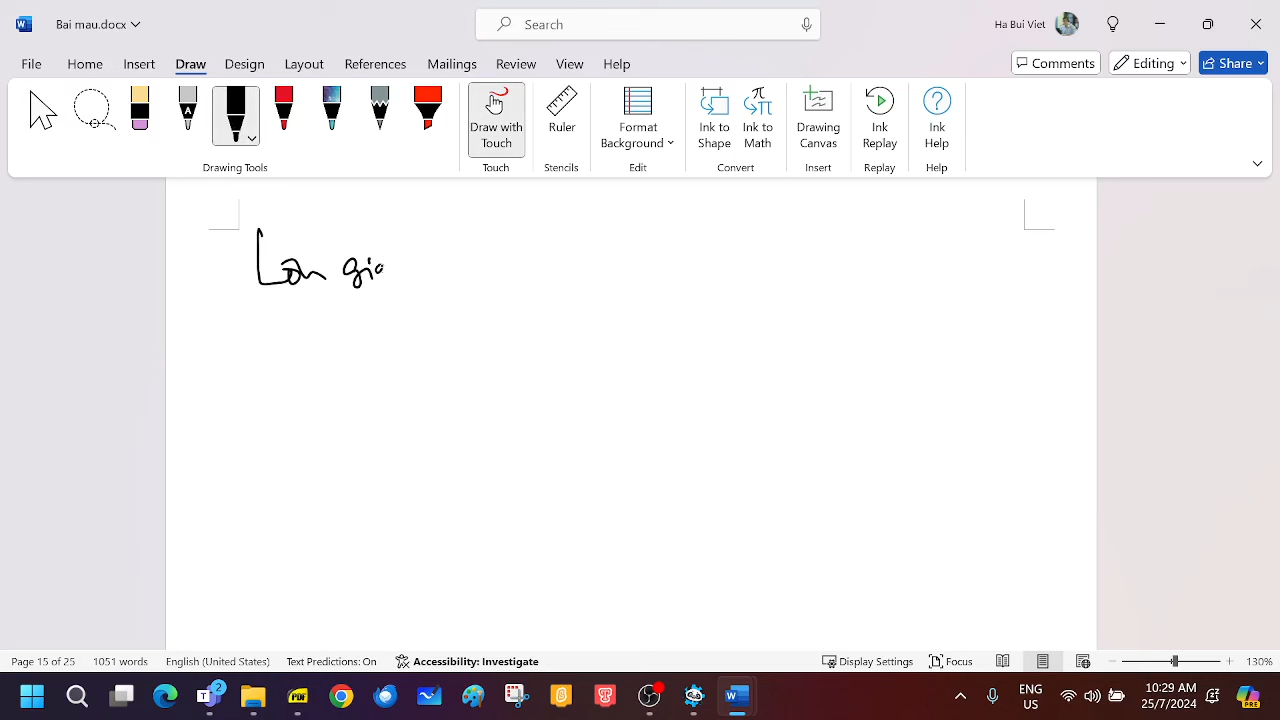 Bai mau.docx
Search
Ha Bui Viet
File Home Insert Draw Design Layout References Mailings Review View Help
Comments Editing Share
Draw with Touch
Ruler
Format Background
Ink to Shape
Ink to Math
Drawing Canvas
Ink Replay
Ink Help
Drawing Tools Touch Stencils Edit Convert Insert Replay Help
Page 15 of 25 1051 words English (United States) Text Predictions: On Accessibility: Investigate Display Settings Focus 130%
2 ENG US 10:29 AM 25/7/2024 PRE